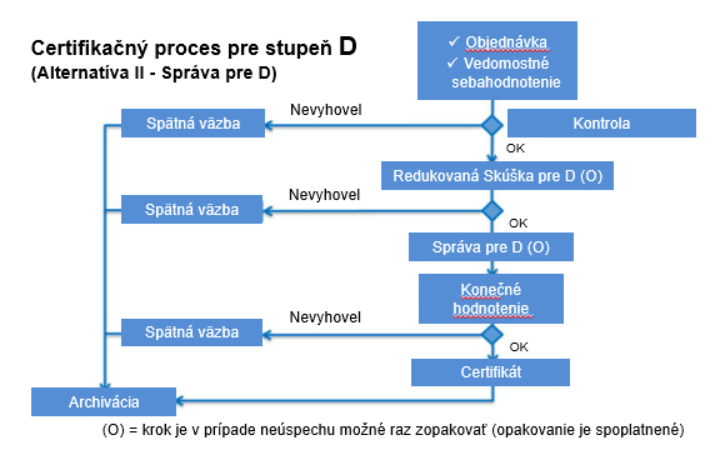 Certifikačný proces pre stupeň D
(Alternatíva II - Správa pre D)
✓ Objednávka
✓ Vedomostné
sebahodnotenie
Nevyhovel
Spätná väzba
Kontrola
OK
Redukovaná Skúška pre D (O)
Nevyhovel
Spätná väzba
OK
Správa pre D (O)
Konečné
hodnotenie
Nevyhovel
Spätná väzba
OK
Certifikát
Archivácia
(O) = krok je v prípade neúspechu možné raz zopakovať (opakovanie je spoplatnené)